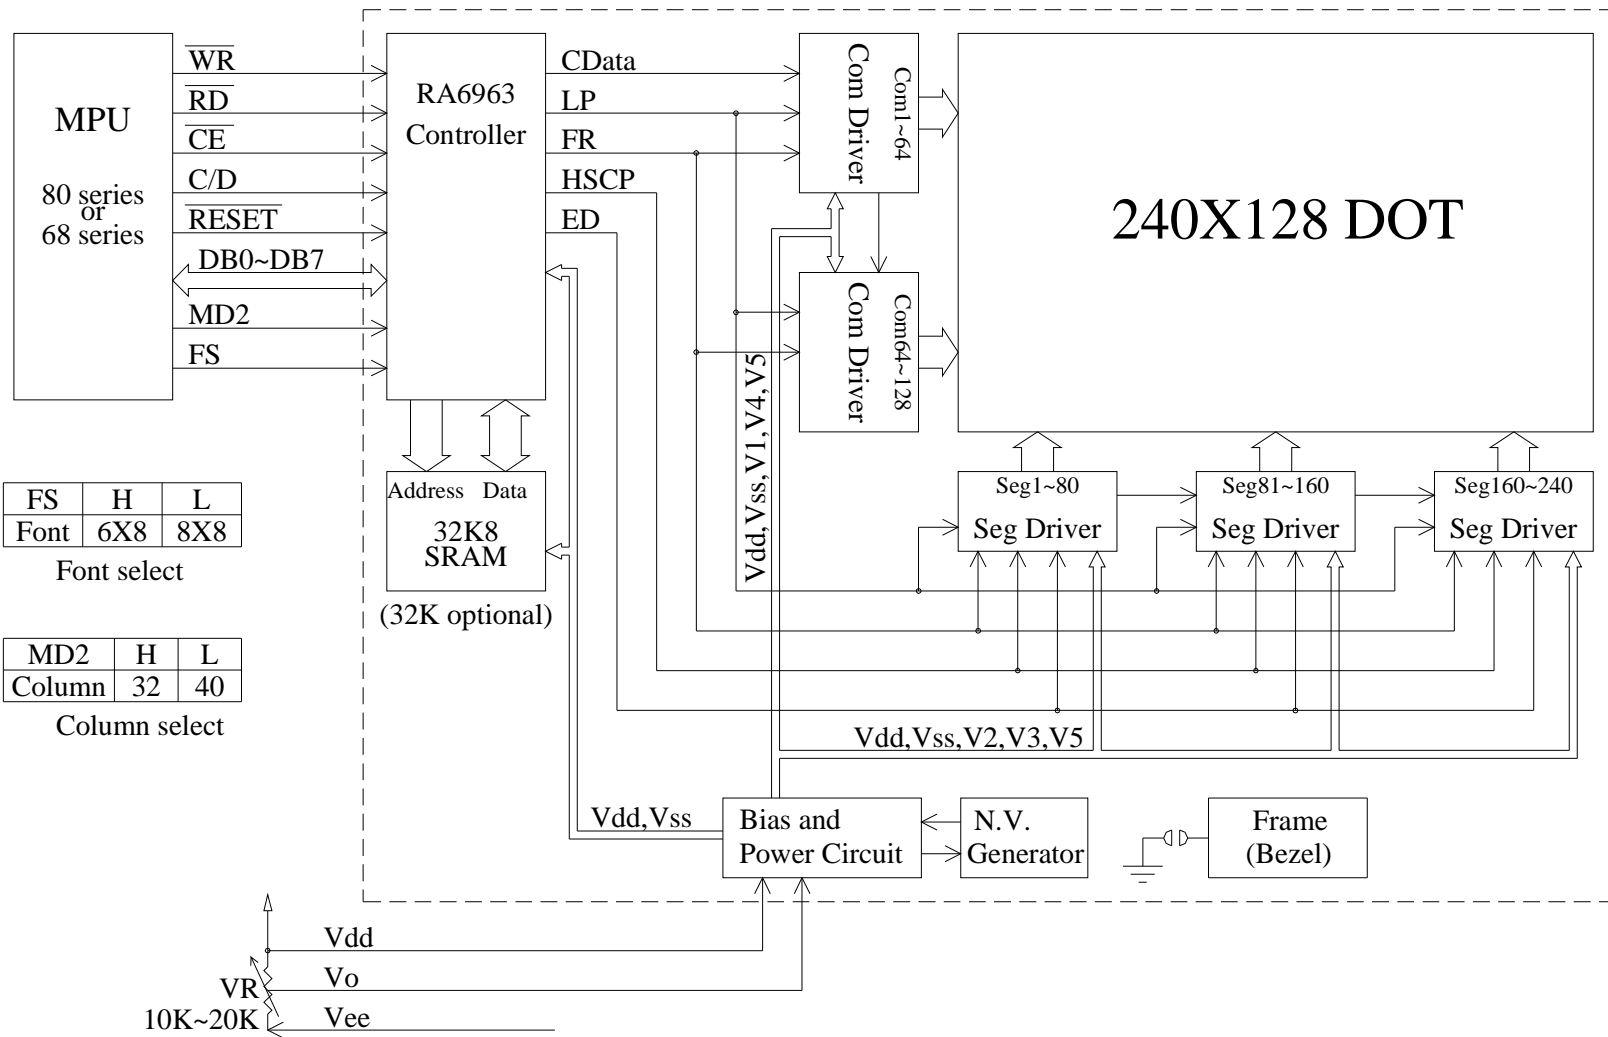 MPU
80 series
or
68 series
WR
RD
CE
C/D
RESET
DB0~DB7
MD2
FS
RA6963
Controller
CData
LP
FR
HSCP
ED
Com Driver
Com1~64
Com Driver
Com64~128
240X128 DOT
Address Data
32K8
SRAM
(32K optional)
Vdd,Vss,V1,V4,V5
Seg1~80
Seg Driver
Seg81~160
Seg Driver
Seg160~240
Seg Driver
FS H L
Font 6X8 8X8
Font select
MD2 H L
Column 32 40
Column select
Vdd,Vss,V2,V3,V5
Vdd,Vss
Bias and
Power Circuit
N.V.
Generator
Frame
(Bezel)
Vdd
Vo
VR
10K~20K
Vee